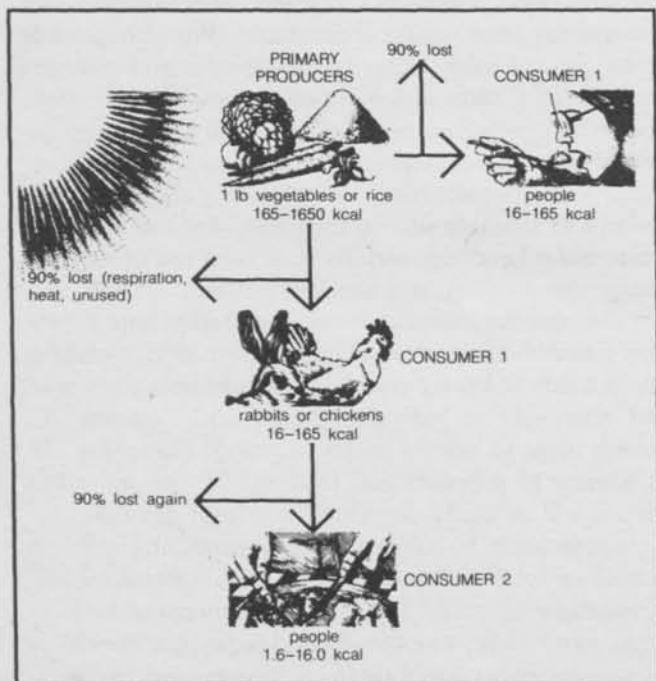 PRIMARY
PRODUCERS
90% lost
CONSUMER 1
1 lb vegetables or rice
165–1650 kcal
people
16–165 kcal
90% lost (respiration,
heat, unused)
CONSUMER 1
rabbits or chickens
16–165 kcal
90% lost again
CONSUMER 2
people
1.6–16.0 kcal